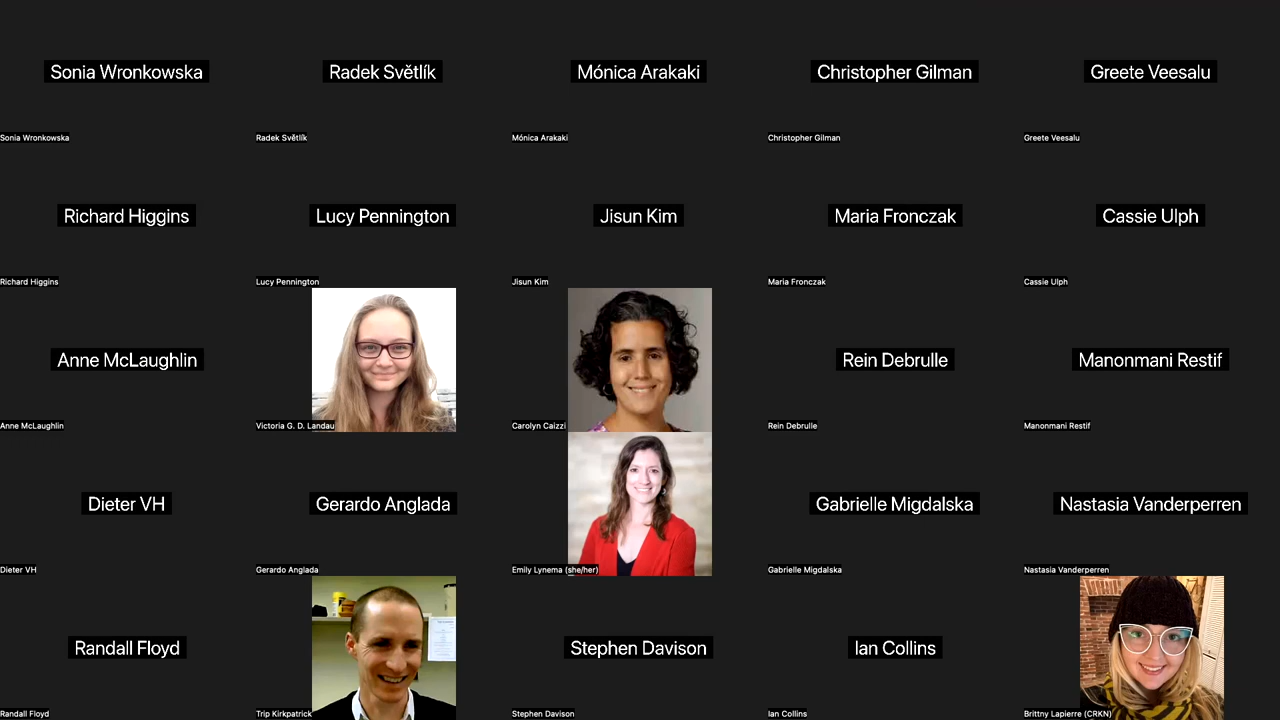 Sonia Wronkowska
Radek Světlík
Mónica Arakaki
Christopher Gilman
Greete Veesalu
Sonia Wronkowska
Radek Světlík
Mónica Arakaki
Christopher Gilman
Greete Veesalu
Richard Higgins
Lucy Pennington
Jisun Kim
Maria Fronczak
Cassie Ulph
Richard Higgins
Lucy Pennington
Jisun Kim
Maria Fronczak
Cassie Ulph
Anne McLaughlin
Rein Debrulle
Manonmani Restif
Anne McLaughlin
Victoria G. D. Landau
Carolyn Caizzi
Rein Debrulle
Manonmani Restif
Dieter VH
Gerardo Anglada
Gabrielle Migdalska
Nastasia Vanderperren
Dieter VH
Gerardo Anglada
Emily Lynema (she/her)
Gabrielle Migdalska
Nastasia Vanderperren
Randall Floyd
Stephen Davison
Ian Collins
Randall Floyd
Trip Kirkpatrick
Stephen Davison
Ian Collins
Brittny Lapierre (CRKN)